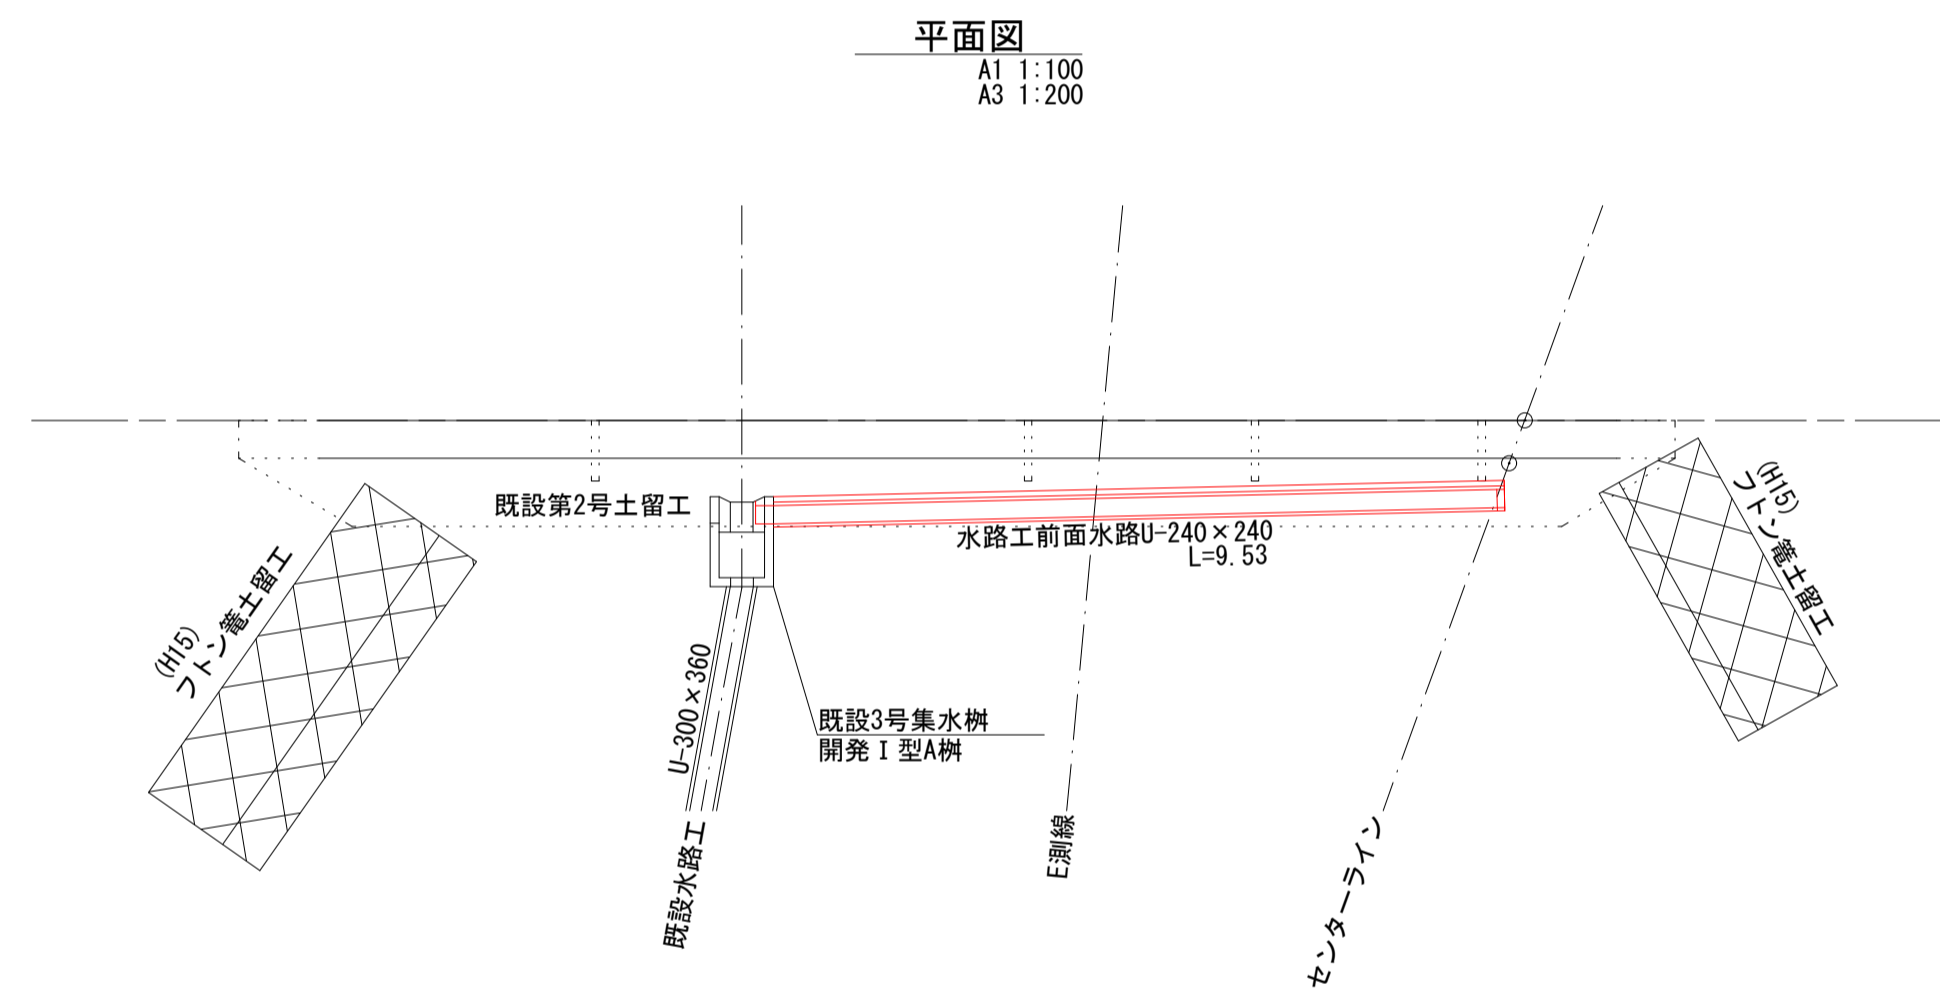 平面図
A1 1:100
A3 1:200
既設第2号土留工
水路工前面水路U-240×240
L=9.53
(H15)
フトン篭土留工
(H15)
フトン篭土留工
U-300×360
既設3号集水桝
開発Ⅰ型A桝
既設水路工
E測線
センターライン